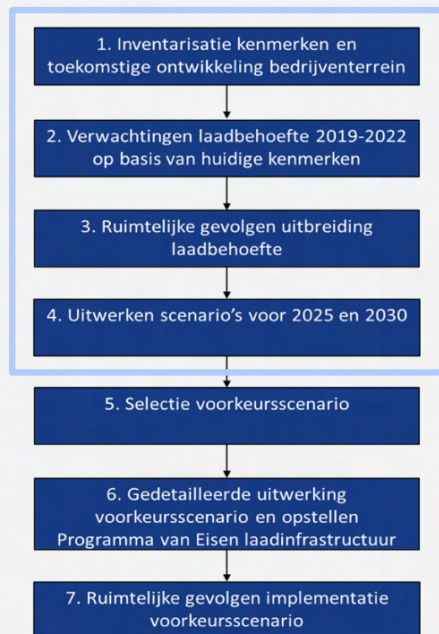 1. Inventarisatie kenmerken en
toekomstige ontwikkeling bedrijventerrein
2. Verwachtingen laadbehoefte 2019-2022
op basis van huidige kenmerken
3. Ruimtelijke gevolgen uitbreiding
laadbehoefte
4. Uitwerken scenario's voor 2025 en 2030
5. Selectie voorkeursscenario
6. Gedetailleerde uitwerking
voorkeursscenario en opstellen
Programma van Eisen laadinfrastructuur
7. Ruimtelijke gevolgen implementatie
voorkeursscenario